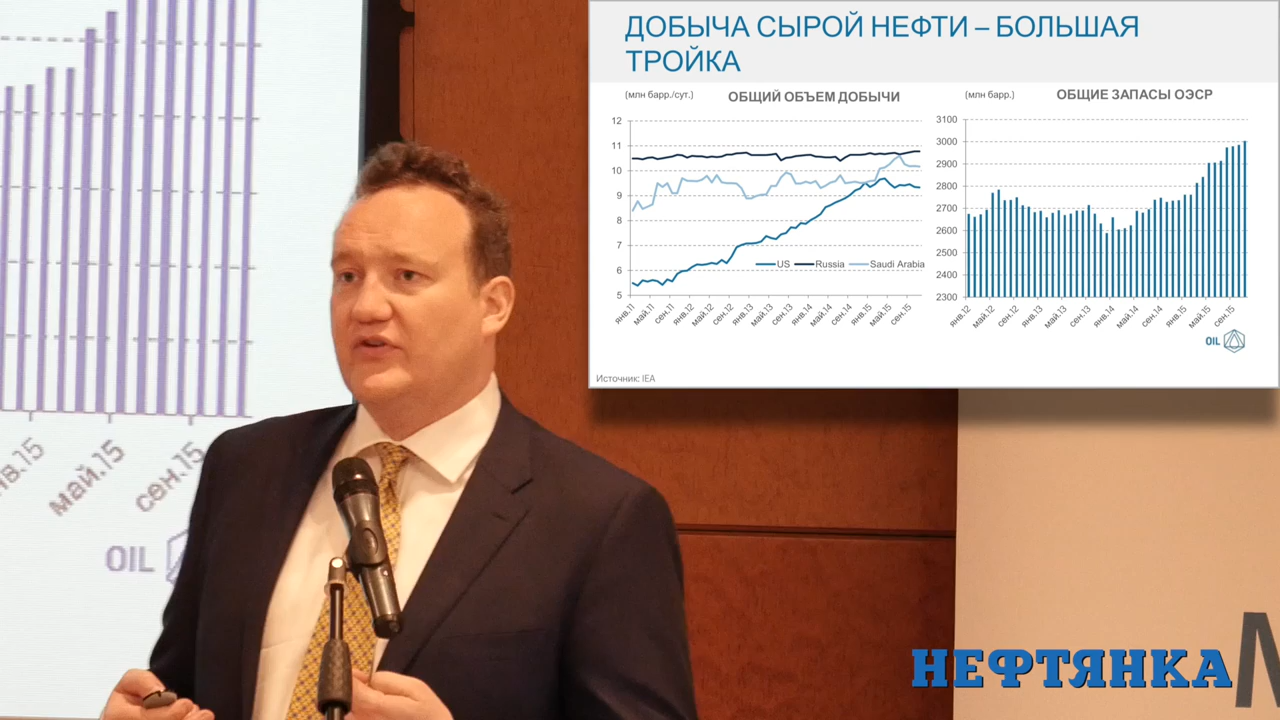 ДОБЫЧА СЫРОЙ НЕФТИ – БОЛЬШАЯ
ТРОЙКА
(млн барр./сут.)
ОБЩИЙ ОБЪЕМ ДОБЫЧИ
12
11
10
9
8
7
6
5
US Russia Saudi Arabia
янв.11 май.11 сен.11 янв.12 май.12 сен.12 янв.13 май.13 сен.13 янв.14 май.14 сен.14 янв.15 май.15 сен.15
(млн барр.)
ОБЩИЕ ЗАПАСЫ ОЭСР
3100
3000
2900
2800
2700
2600
2500
2400
2300
янв.12 май.12 сен.12 янв.13 май.13 сен.13 янв.14 май.14 сен.14 янв.15 май.15 сен.15
OIL
Источник: IEA
нв.15 май.15 сен.15
OIL
НЕФТЯНКА